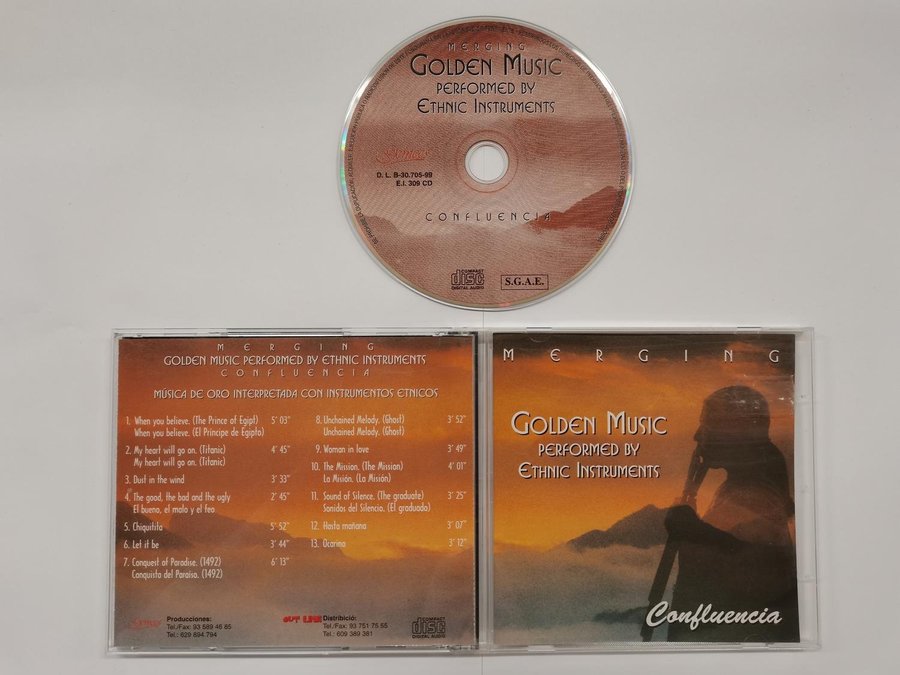 MERGING
GOLDEN MUSIC
PERFORMED BY
ETHNIC INSTRUMENTS
D. L. B-30.705-99
E.I. 309 CD
CONFLUENCIA
COMPACT
disc
DIGITAL AUDIO
S.G.A.E.
MERGING
GOLDEN MUSIC PERFORMED BY ETHNIC INSTRUMENTS
CONFLUENCIA
MÚSICA DE ORO INTERPRETADA CON INSTRUMENTOS ETNICOS
1. When you believe. (The Prince of Egipt) 5' 03"
When you believe. (El Príncipe de Egipto)
2. My heart will go on. (Titanic) 4' 45"
My heart will go on. (Titanic)
3. Dust in the wind 3' 33"
4. The good, the bad and the ugly 2' 45"
El bueno, el malo y el feo
5. Chiquitita 5' 52"
6. Let it be 3' 44"
7. Conquest of Paradise. (1492) 6' 13"
Conquista del Paraíso. (1492)
8. Unchained Melody. (Ghost) 3' 52"
Unchained Melody. (Ghost)
9. Woman in love 3' 49"
10. The Mission. (The Mission) 4' 01"
La Misión. (La Misión)
11. Sound of Silence. (The graduate) 3' 25"
Sonidos del Silencio. (El graduado)
12. Hasta mañana 3' 07"
13. Ocarina 3' 12"
Producciones:
Tel./Fax: 93 589 46 85
Tel.: 629 894 794
OUT LINE Distribició:
Tel./Fax: 93 751 75 55
Tel.: 609 389 381
COMPACT
disc
DIGITAL AUDIO
MERGING
GOLDEN MUSIC
PERFORMED BY
ETHNIC INSTRUMENTS
Confluencia